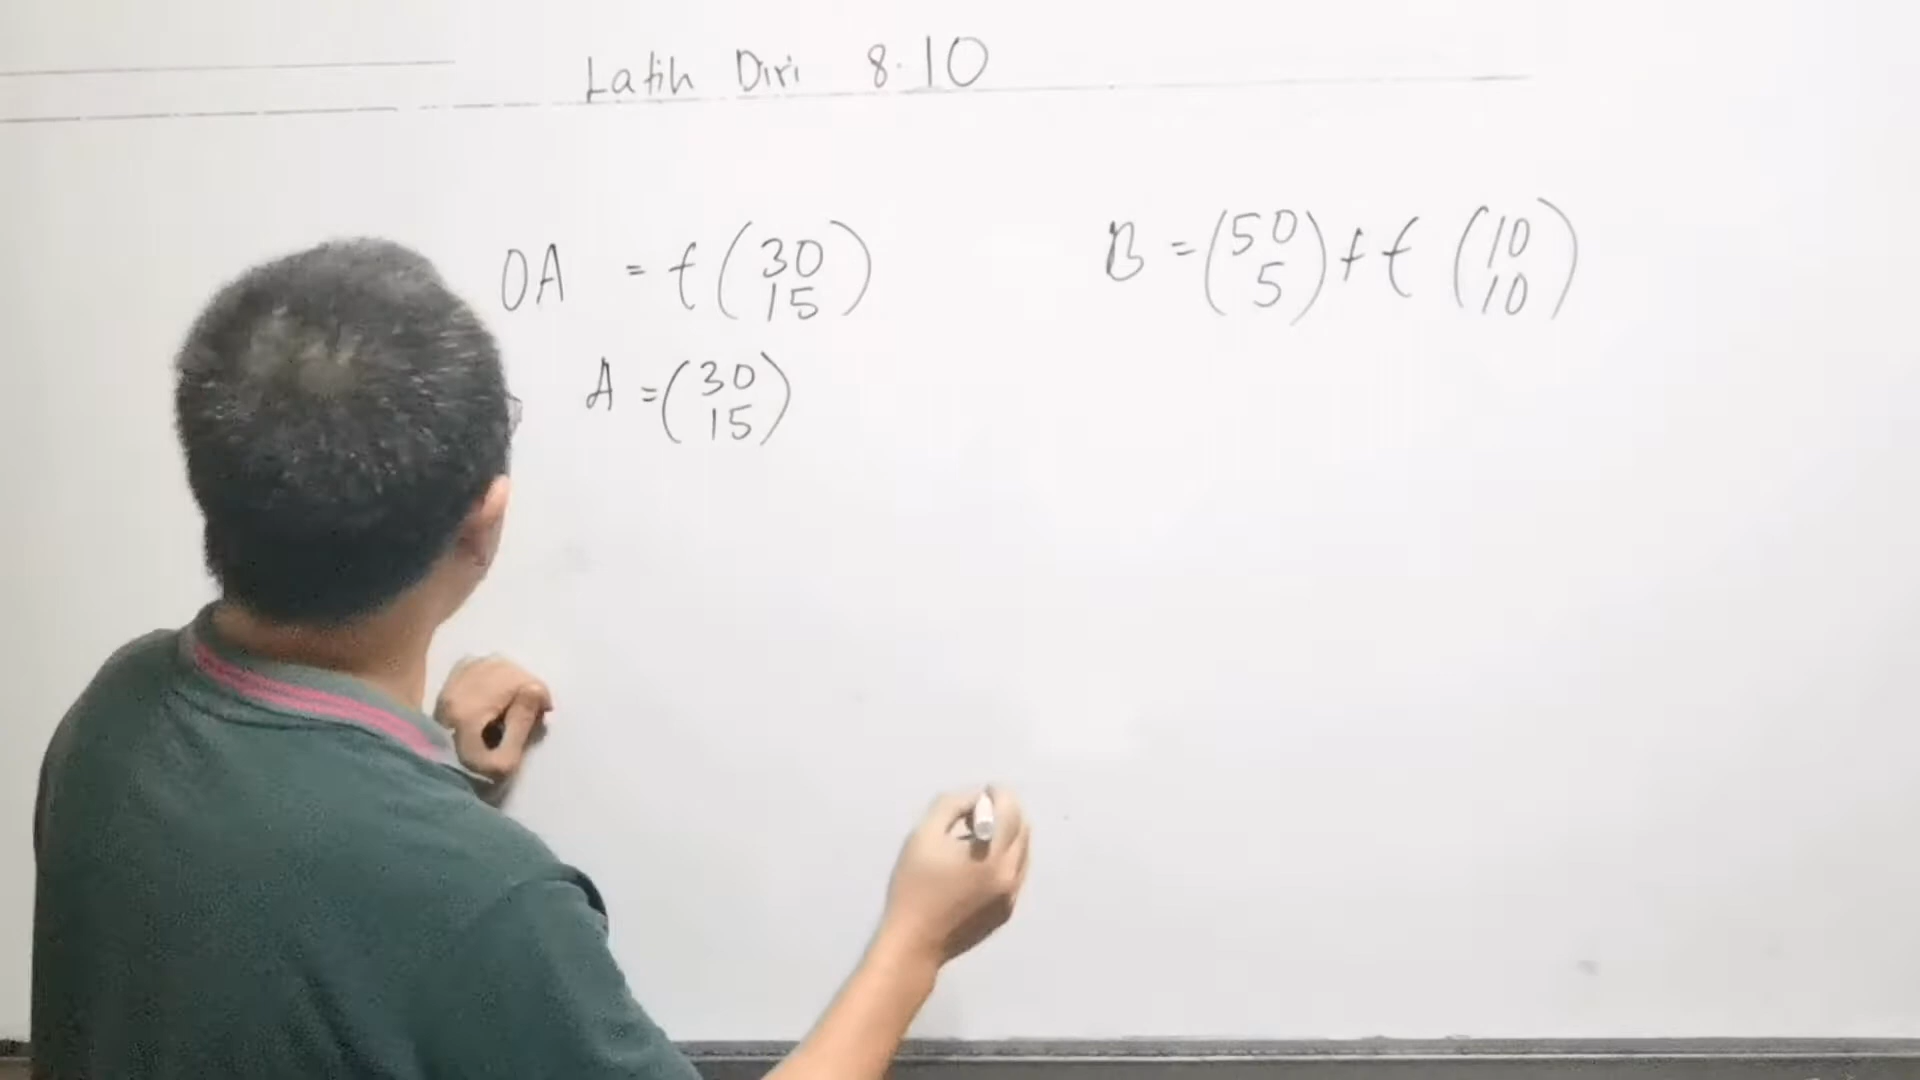 Latih Diri 8.10
OA = t(30 15)
B = (50 5) + t (10 10)
A = (30 15)